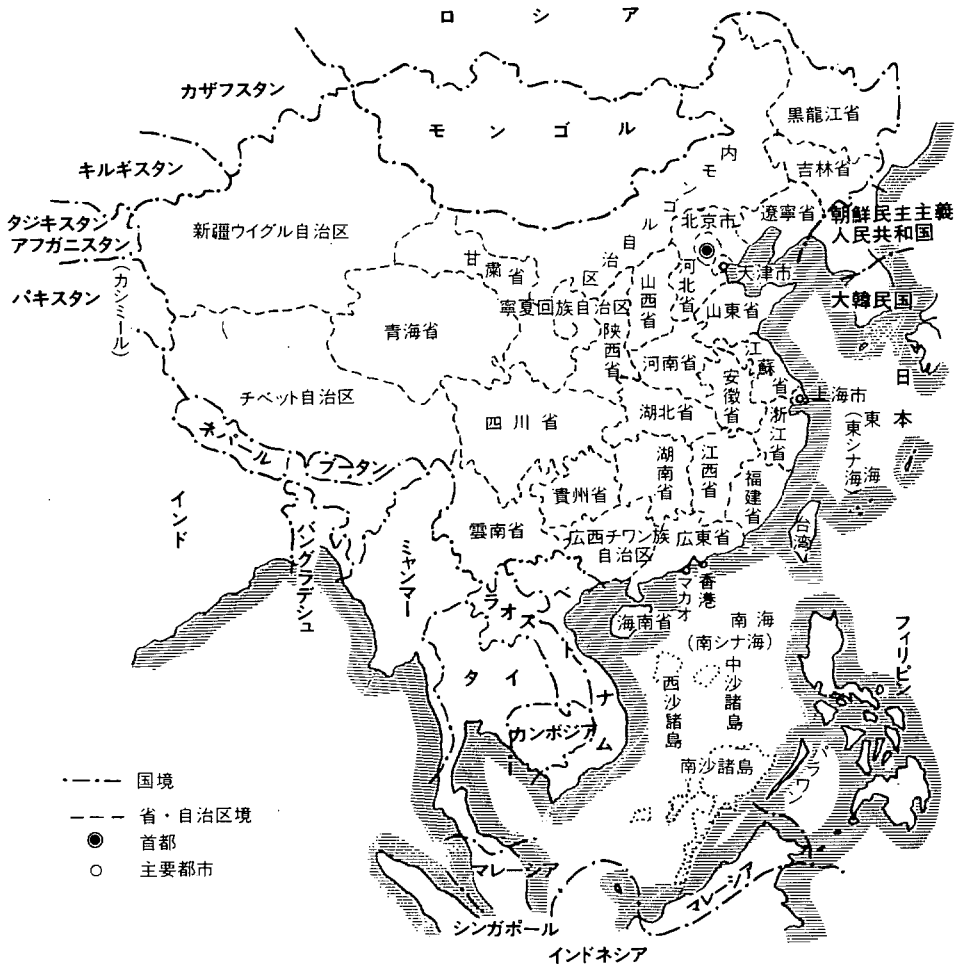 ロシア
カザフスタン
モンゴル
黒龍江省
キルギスタン
内モンゴル自治区
吉林省
タジキスタン
アフガニスタン
新疆ウイグル自治区
北京市
遼寧省
朝鮮民主主義
人民共和国
甘粛省
天津市
パキスタン
(カシミール)
山西省
河北省
大韓民国
寧夏回族自治区
山東省
青海省
陝西省
河南省
江蘇省
日本
チベット自治区
安徽省
上海市
四川省
湖北省
浙江省
東海
(東シナ海)
ネパール
ブータン
湖南省
江西省
貴州省
福建省
インド
バングラデシュ
ミャンマー
雲南省
広西チワン族
自治区
広東省
台湾
ラオス
ベトナム
マカオ
香港
海南省
南海
(南シナ海)
フィリピン
タイ
西沙諸島
中沙諸島
カンボジア
南沙諸島
パラワン
国境
省・自治区境
首都
主要都市
マレーシア
マレーシア
シンガポール
インドネシア